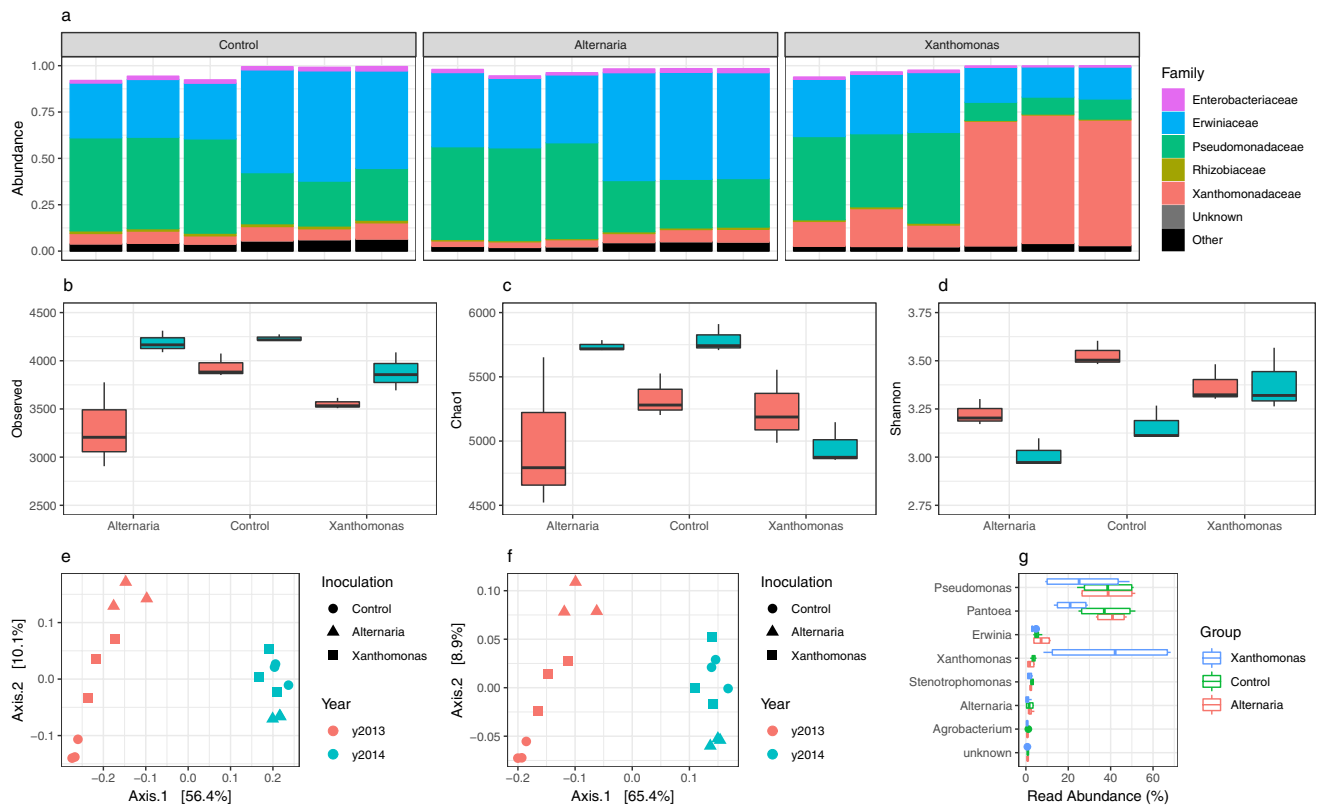 a
Control
Alternaria
Xanthomonas
1.00
0.75
0.50
0.25
0.00
Abundance
Family
Enterobacteriaceae
Erwiniaceae
Pseudomonadaceae
Rhizobiaceae
Xanthomonadaceae
Unknown
Other
b
4500
4000
3500
3000
2500
Observed
Alternaria
Control
Xanthomonas
c
6000
5500
5000
4500
Chao1
Alternaria
Control
Xanthomonas
d
3.75
3.50
3.25
3.00
2.75
Shannon
Alternaria
Control
Xanthomonas
e
0.1
0.0
−0.1
Axis.2 [10.1%]
−0.2
−0.1
0.0
0.1
0.2
Axis.1 [56.4%]
Inoculation
Control
Alternaria
Xanthomonas
Year
y2013
y2014
f
0.10
0.05
0.00
−0.05
Axis.2 [8.9%]
−0.2
−0.1
0.0
0.1
Axis.1 [65.4%]
Inoculation
Control
Alternaria
Xanthomonas
Year
y2013
y2014
g
Pseudomonas
Pantoea
Erwinia
Xanthomonas
Stenotrophomonas
Alternaria
Agrobacterium
unknown
0
20
40
60
Read Abundance (%)
Group
Xanthomonas
Control
Alternaria